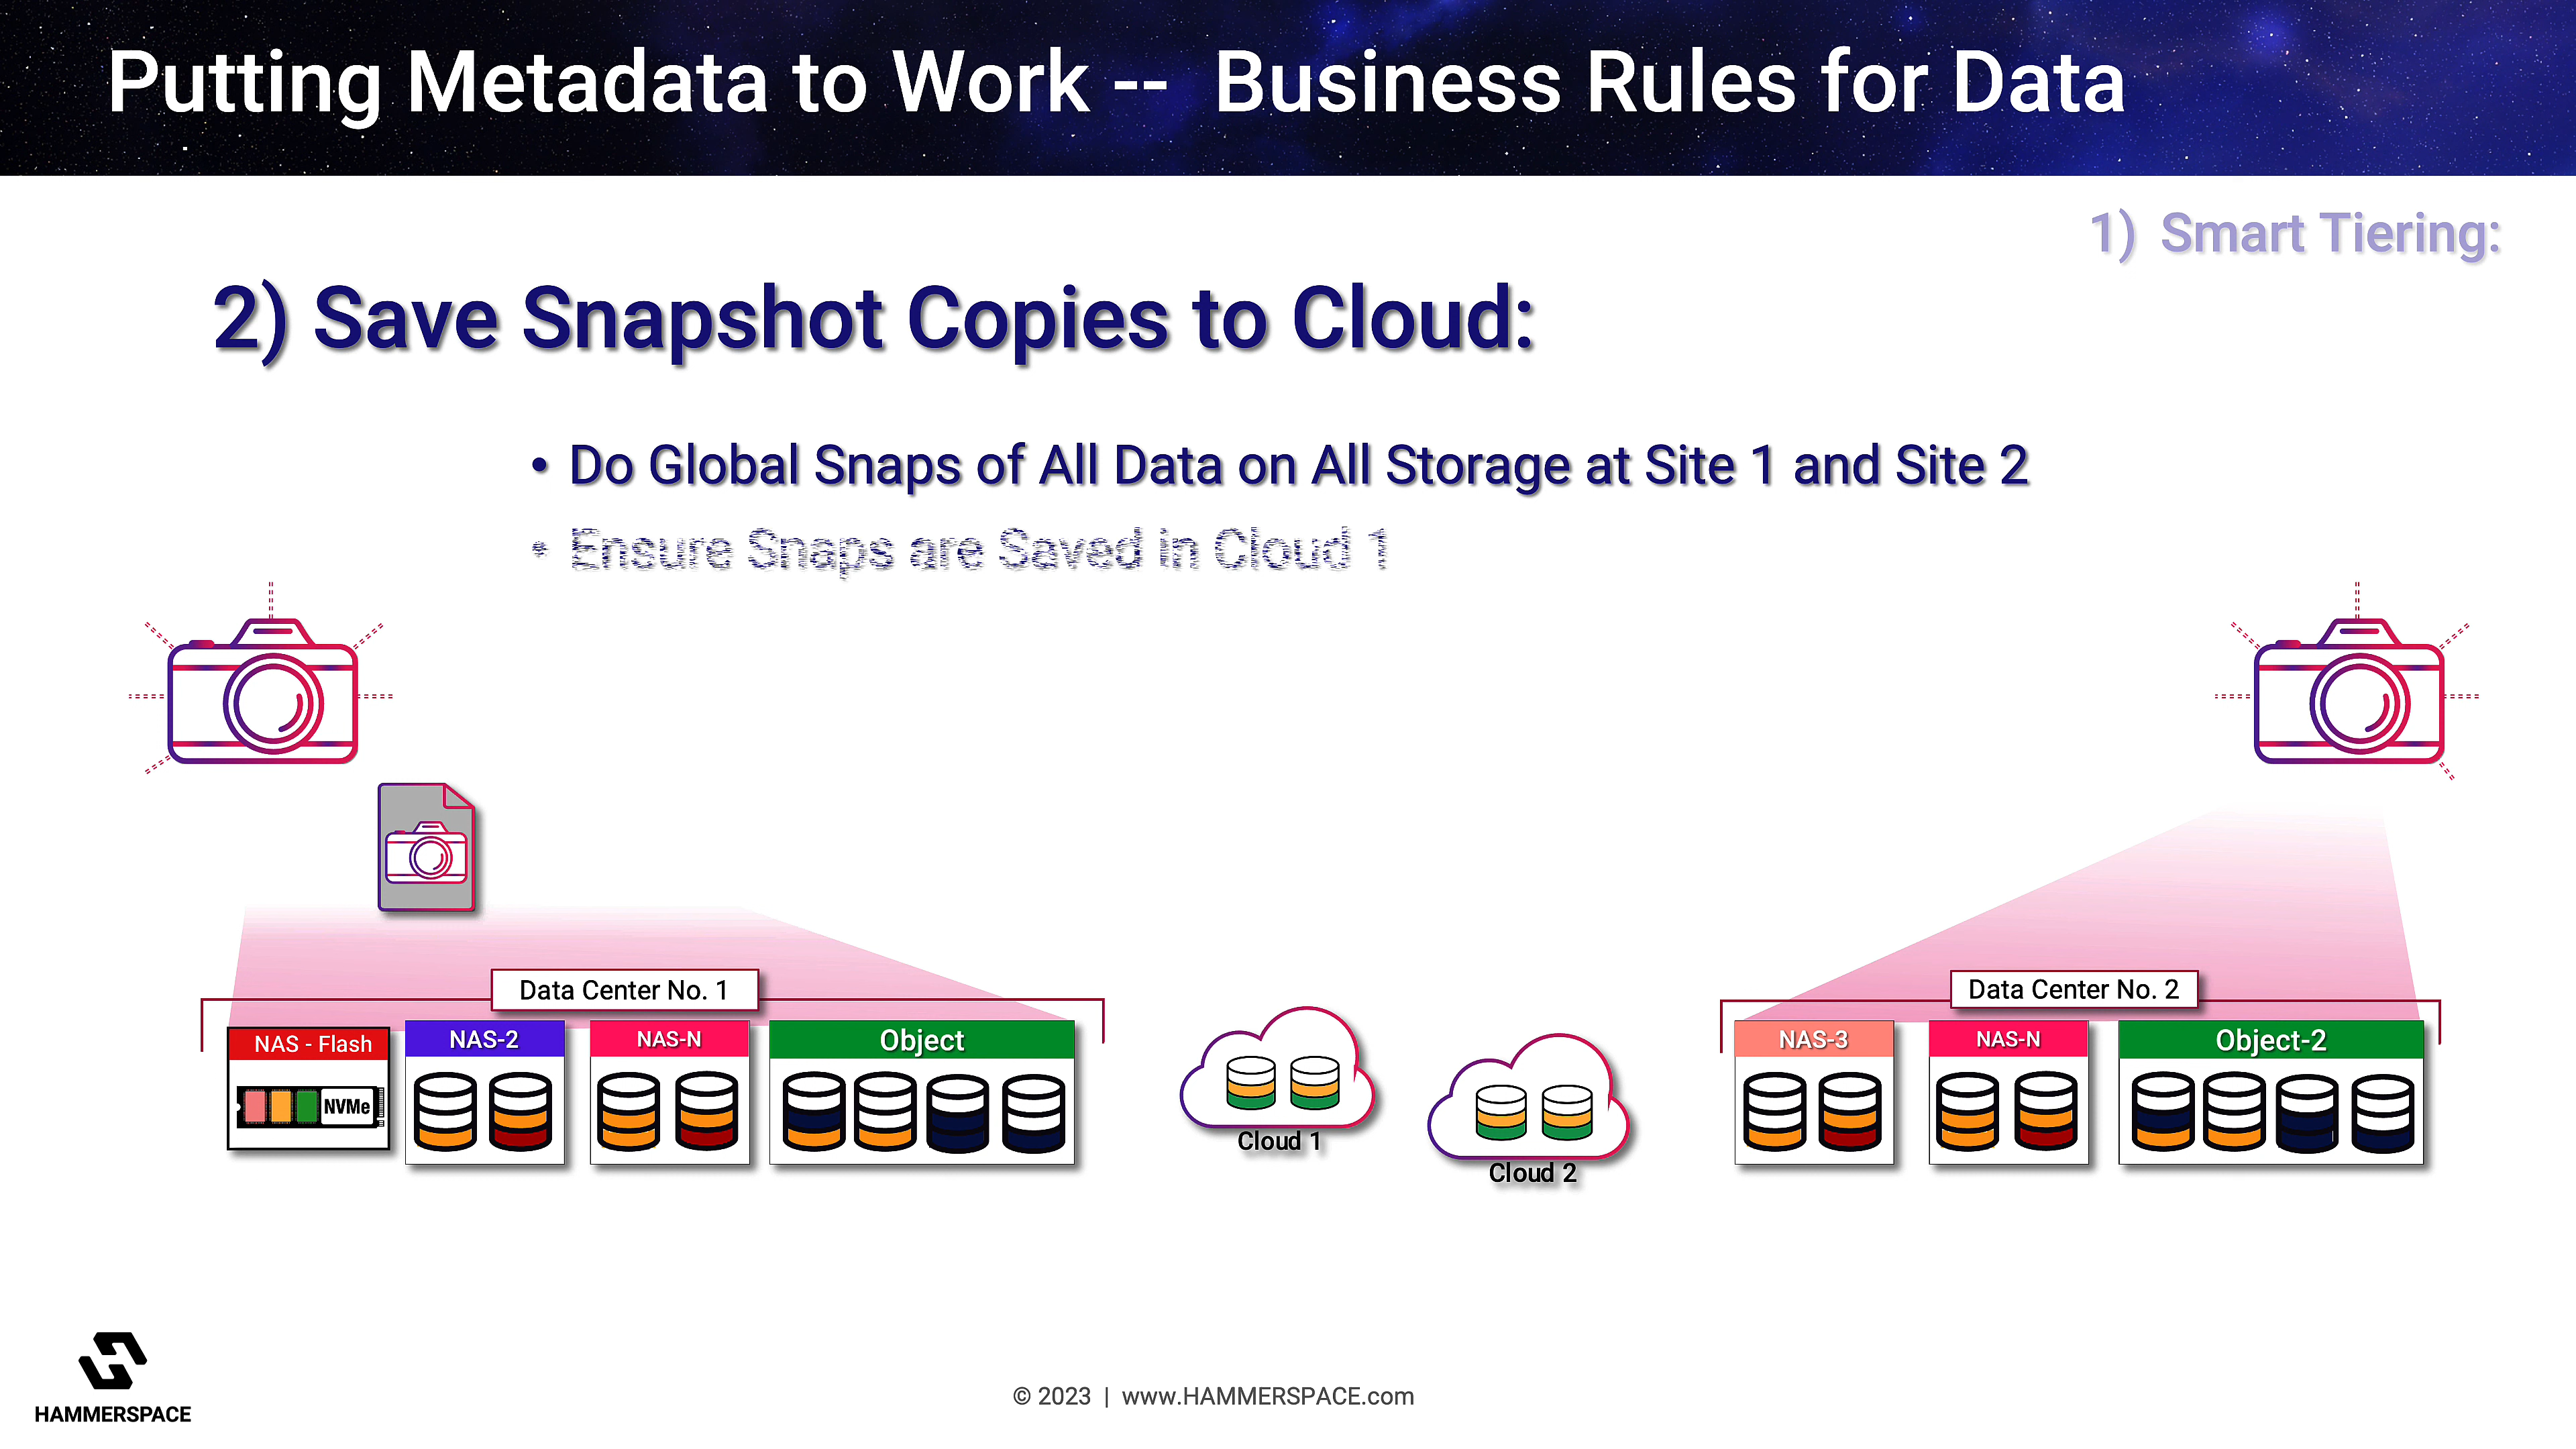 Putting Metadata to Work -- Business Rules for Data
1) Smart Tiering:
2) Save Snapshot Copies to Cloud:
• Do Global Snaps of All Data on All Storage at Site 1 and Site 2
• Ensure Snaps are Saved in Cloud 1
Data Center No. 1
Data Center No. 2
NAS - Flash
NAS-2
NAS-N
Object
NAS-3
NAS-N
Object-2
NVMe
Cloud 1
Cloud 2
HAMMERSPACE
© 2023 | www.HAMMERSPACE.com